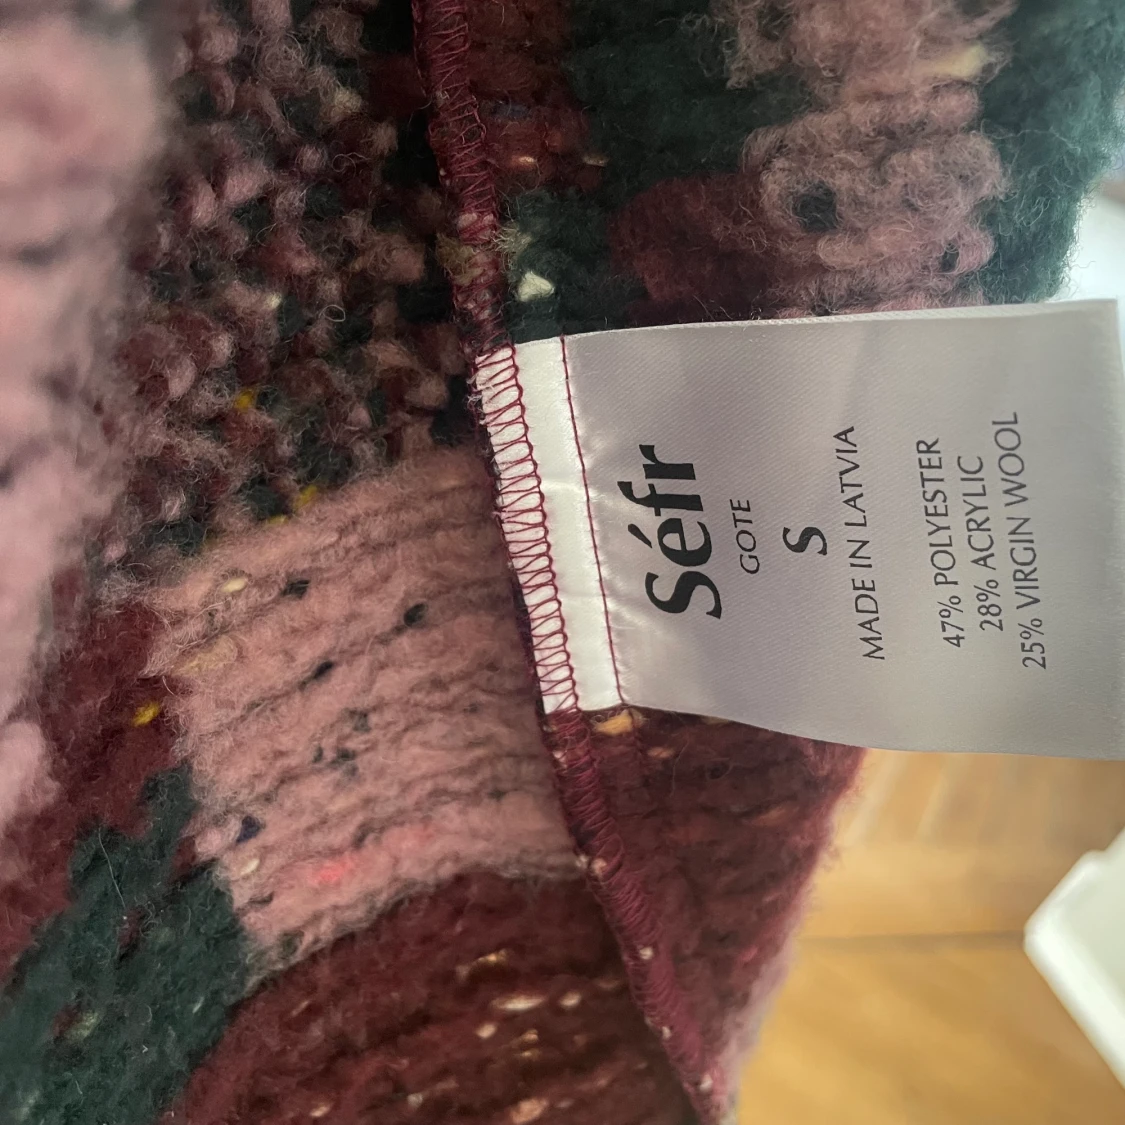 Séfr
GOTE
S
MADE IN LATVIA
47% POLYESTER
28% ACRYLIC
25% VIRGIN WOOL